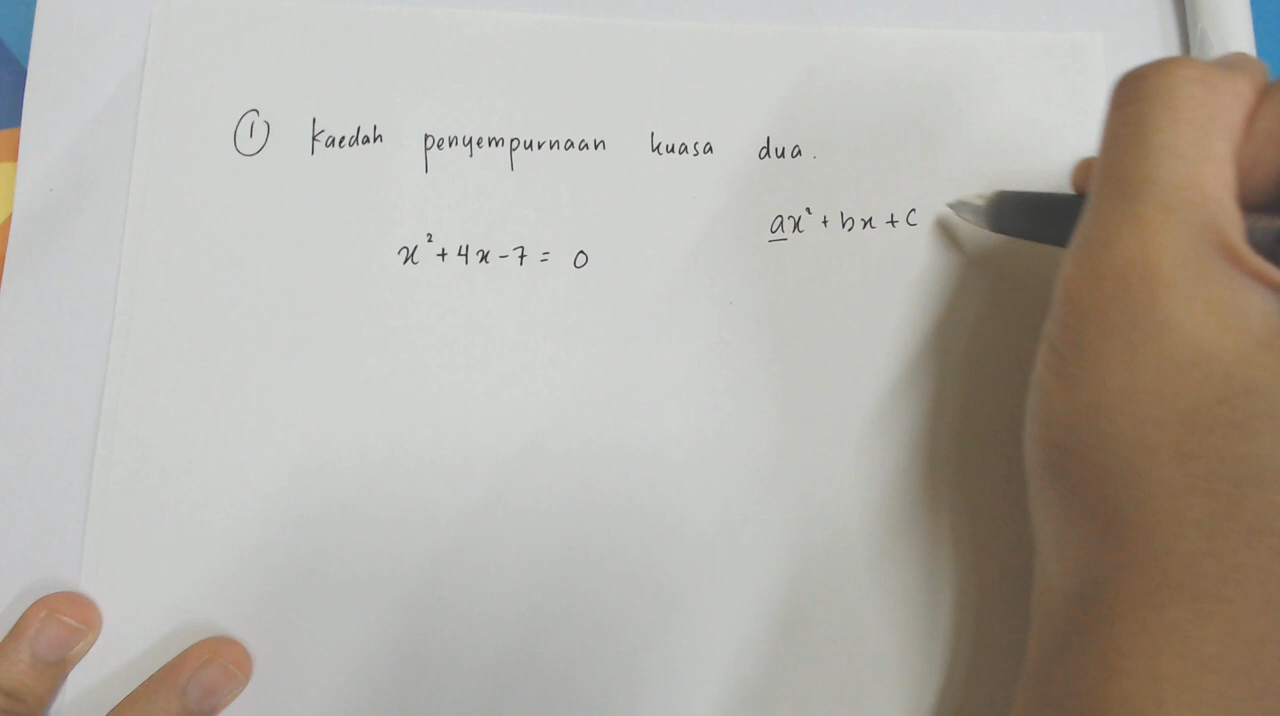 ① Kaedah penyempurnaan kuasa dua.
ax² + bx + c
x² + 4x - 7 = 0